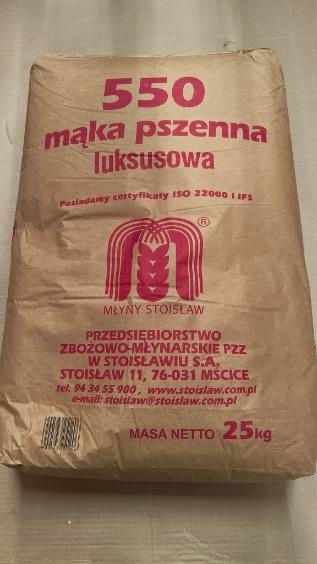 550
mąka pszenna
luksusowa
Posiadamy certyfikaty ISO 22000 i IFS
®
MŁYNY STOISŁAW
PRZEDSIĘBIORSTWO
ZBOŻOWO-MŁYNARSKIE PZZ
W STOISŁAWIU S.A.
STOISŁAW 11, 76-031 MŚCICE
tel. 94 34 55 900, www.stoislaw.com.pl
e-mail: stoislaw@stoislaw.com.pl
MASA NETTO 25kg